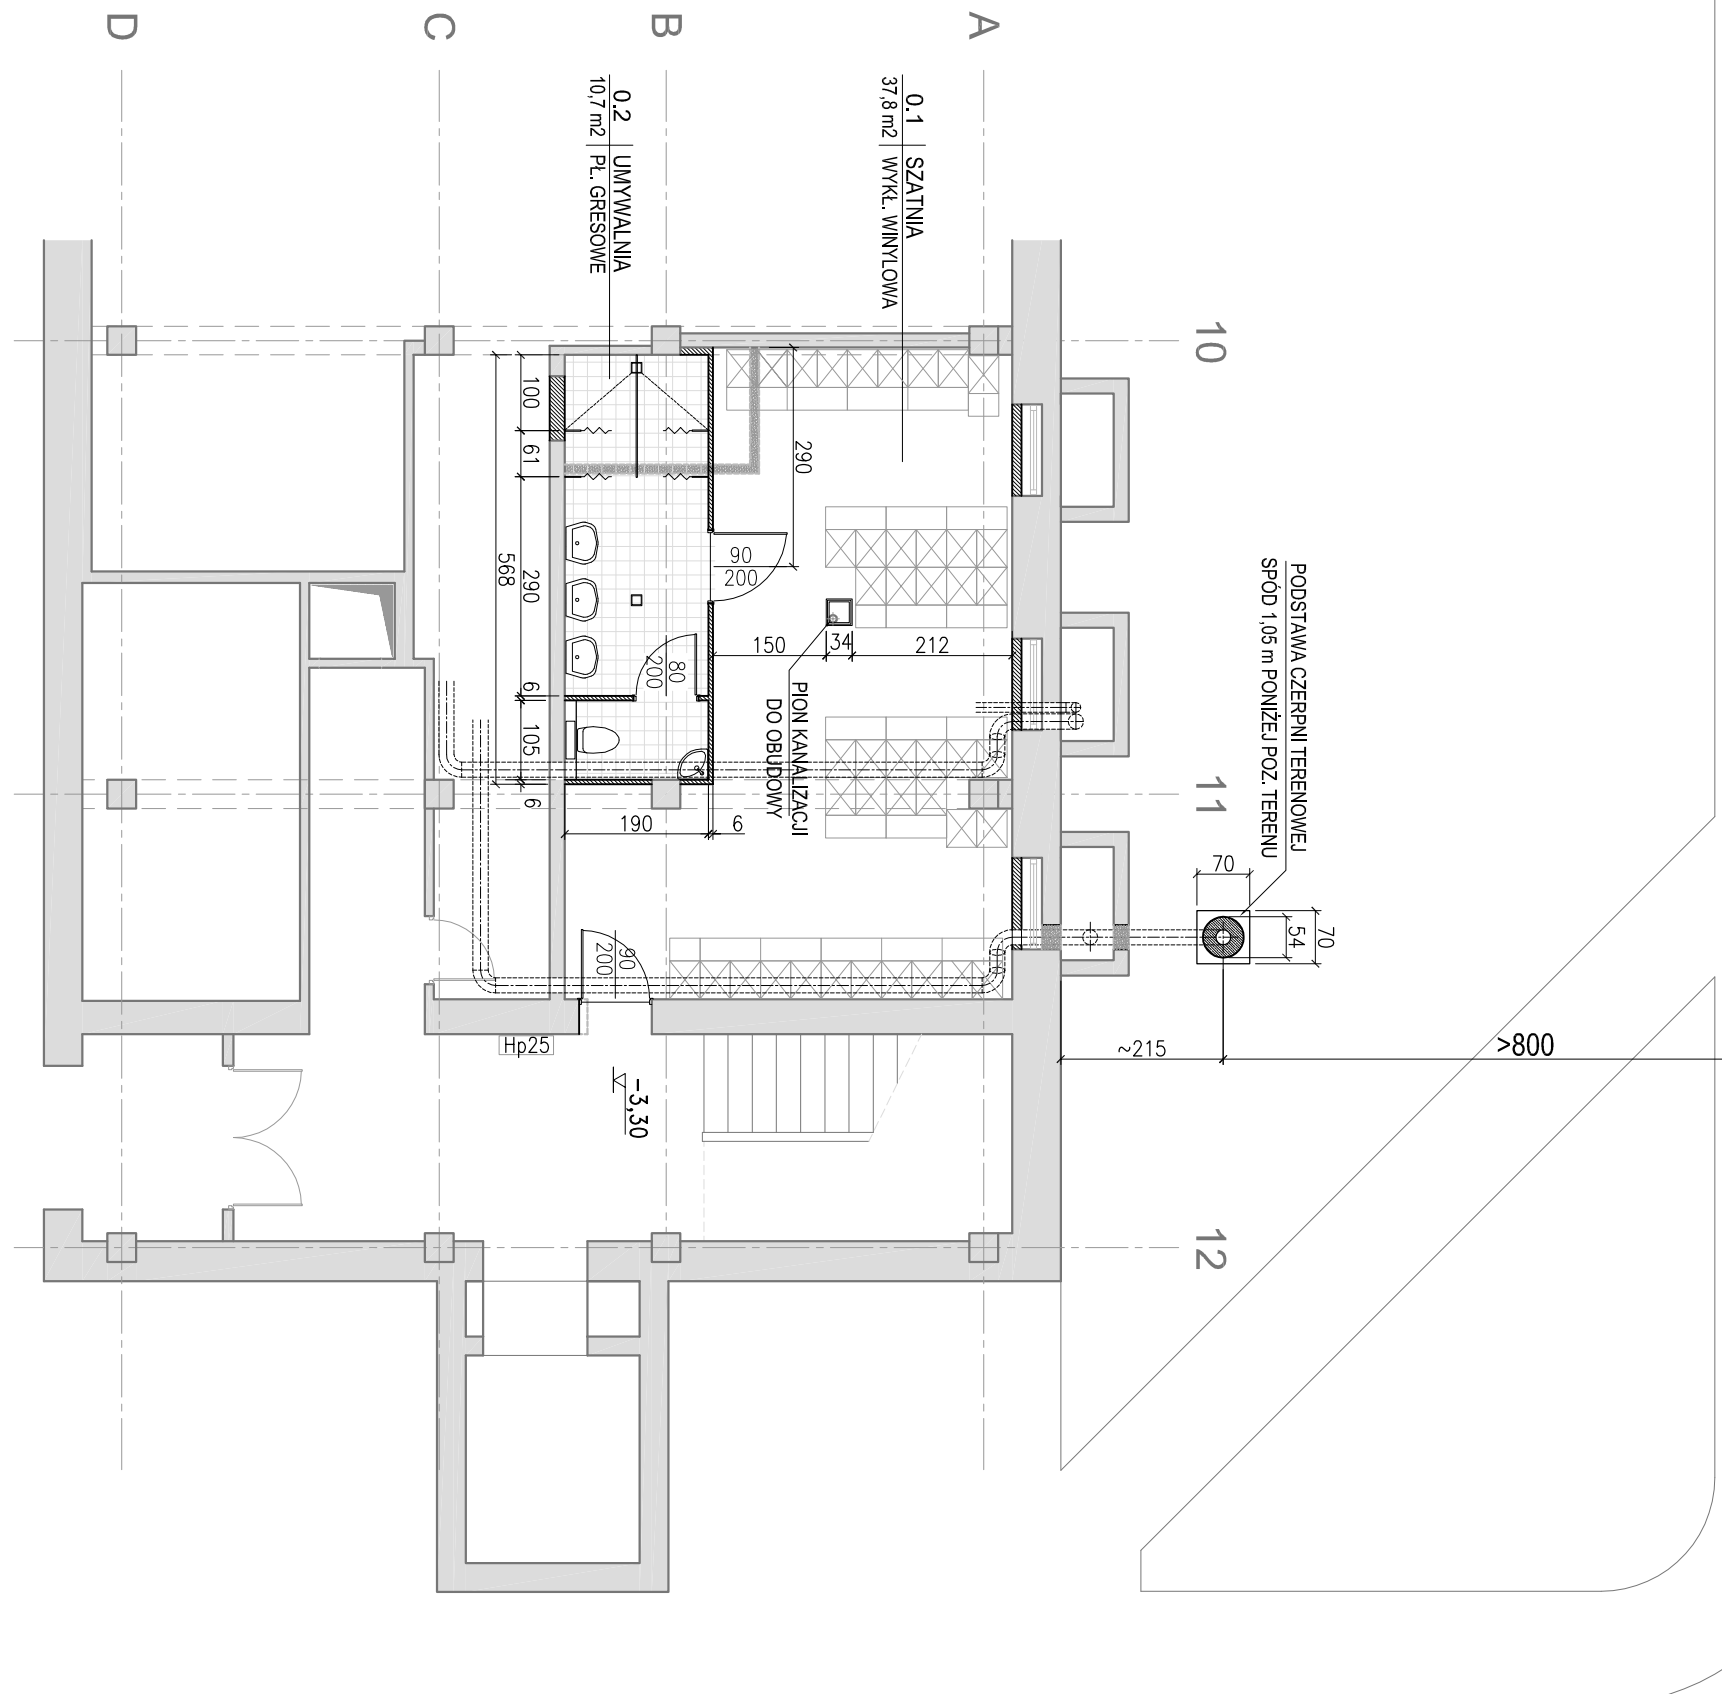 D
C
B
A
0.2 UMYWALNIA
10,7 m2 PŁ. GRESOWE
0.1 SZATNIA
37,8 m2 WYKŁ. WINYLOWA
10
11
12
100
61
290
568
6
105
6
290
90
200
80
200
150
34
212
PION KANALIZACJI
DO OBUDOWY
190
6
90
200
PODSTAWA CZERPNI TERENOWEJ
SPÓD 1,05 m PONIŻEJ POZ. TERENU
70
70
54
~215
>800
Hp25
-3,30